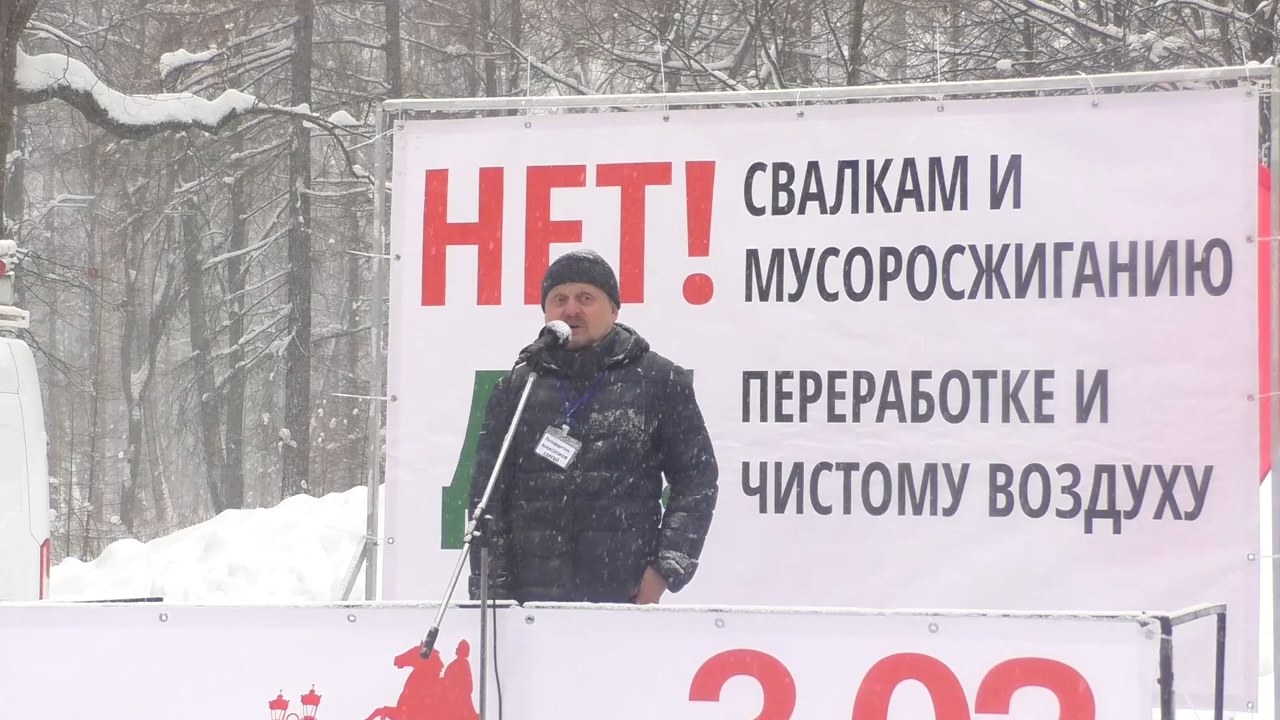 НЕТ!
СВАЛКАМ И
МУСОРОСЖИГАНИЮ
ПЕРЕРАБОТКЕ И
ЧИСТОМУ ВОЗДУХУ